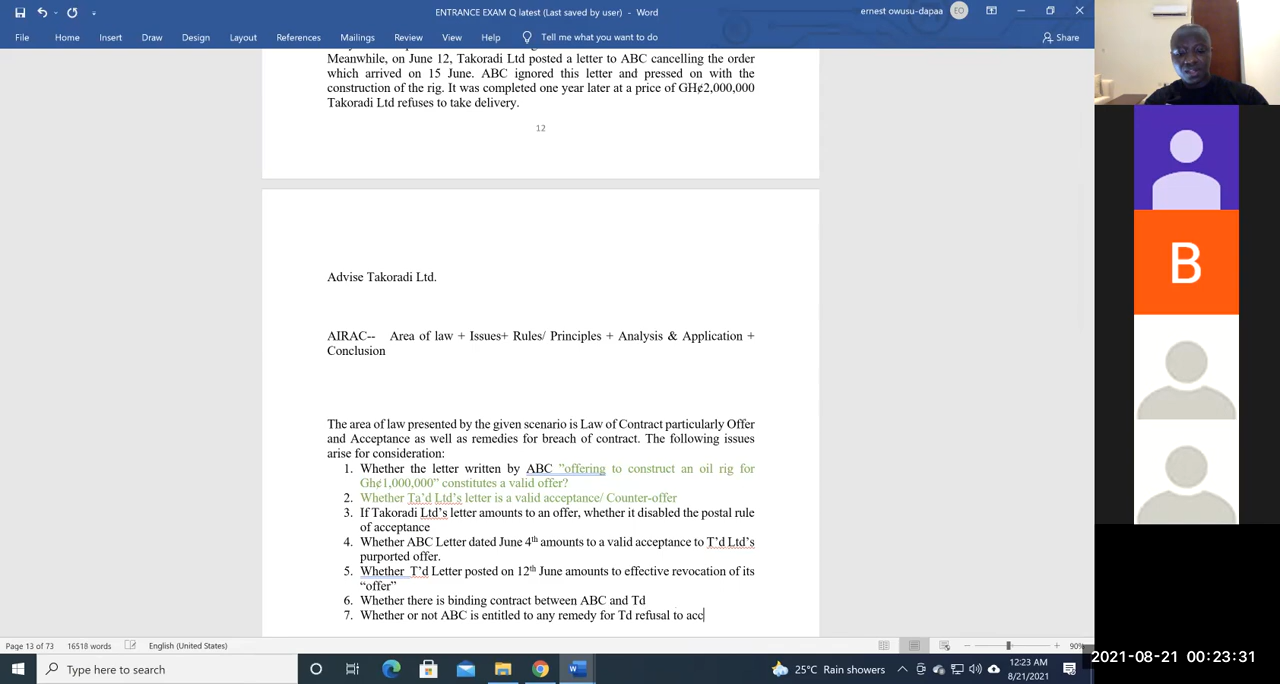 ENTRANCE EXAM Q latest (Last saved by user) - Word
ernest owusu-dapaa
EO
File Home Insert Draw Design Layout References Mailings Review View Help Tell me what you want to do
Share
Meanwhile, on June 12, Takoradi Ltd posted a letter to ABC cancelling the order
which arrived on 15 June. ABC ignored this letter and pressed on with the
construction of the rig. It was completed one year later at a price of GH¢2,000,000
Takoradi Ltd refuses to take delivery.
12
Advise Takoradi Ltd.
AIRAC-- Area of law + Issues+ Rules/ Principles + Analysis & Application +
Conclusion
The area of law presented by the given scenario is Law of Contract particularly Offer
and Acceptance as well as remedies for breach of contract. The following issues
arise for consideration:
1. Whether the letter written by ABC ”offering to construct an oil rig for
Gh¢1,000,000” constitutes a valid offer?
2. Whether Ta’d Ltd’s letter is a valid acceptance/ Counter-offer
3. If Takoradi Ltd’s letter amounts to an offer, whether it disabled the postal rule
of acceptance
4. Whether ABC Letter dated June 4th amounts to a valid acceptance to T’d Ltd’s
purported offer.
5. Whether T’d Letter posted on 12th June amounts to effective revocation of its
“offer”
6. Whether there is binding contract between ABC and Td
7. Whether or not ABC is entitled to any remedy for Td refusal to acc
B
Page 13 of 73 16518 words English (United States)
90%
Type here to search
25°C Rain showers
12:23 AM
8/21/2021
2021-08-21 00:23:31